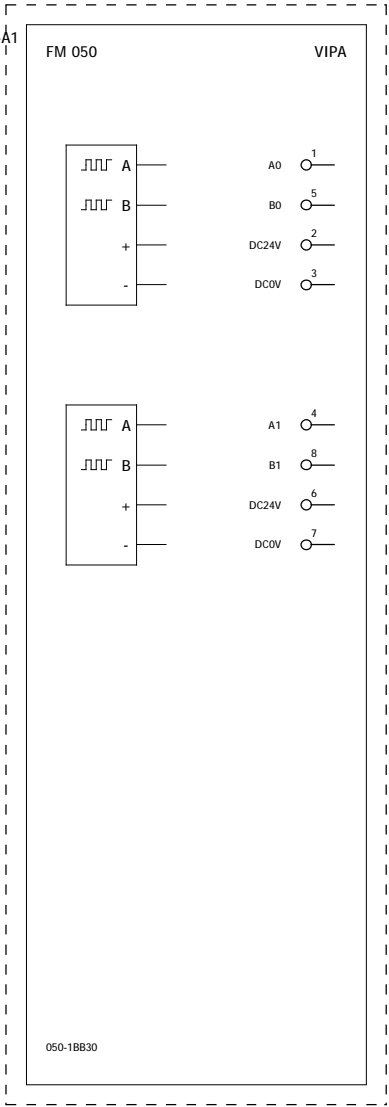 A1
FM 050 VIPA
1
A A0
5
B B0
2
+ DC24V
3
- DC0V
4
A A1
8
B B1
6
+ DC24V
7
- DC0V
050-1BB30